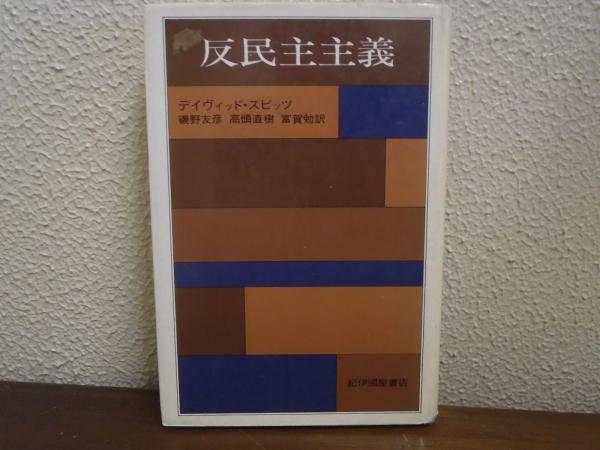 反民主主義
デイヴィッド・スピッツ
磯野友彦 高頭直樹 富賀勉訳
紀伊國屋書店